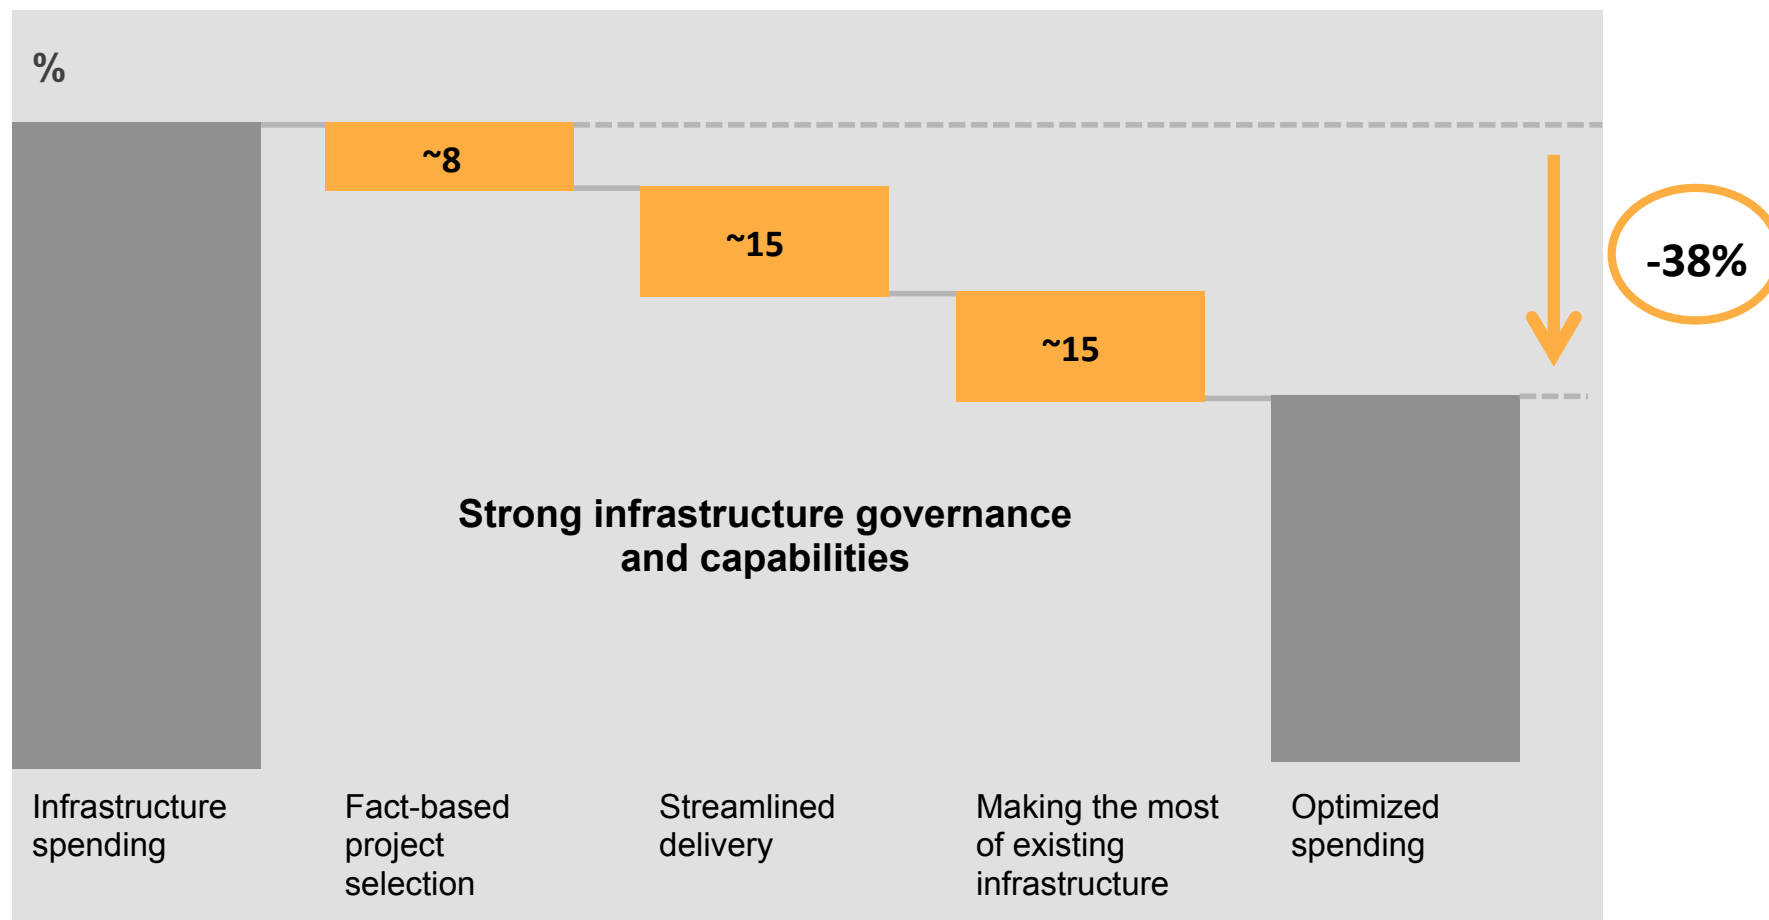 %
~8
~15
~15
-38%
Strong infrastructure governance
and capabilities
Infrastructure
spending
Fact-based
project
selection
Streamlined
delivery
Making the most
of existing
infrastructure
Optimized
spending